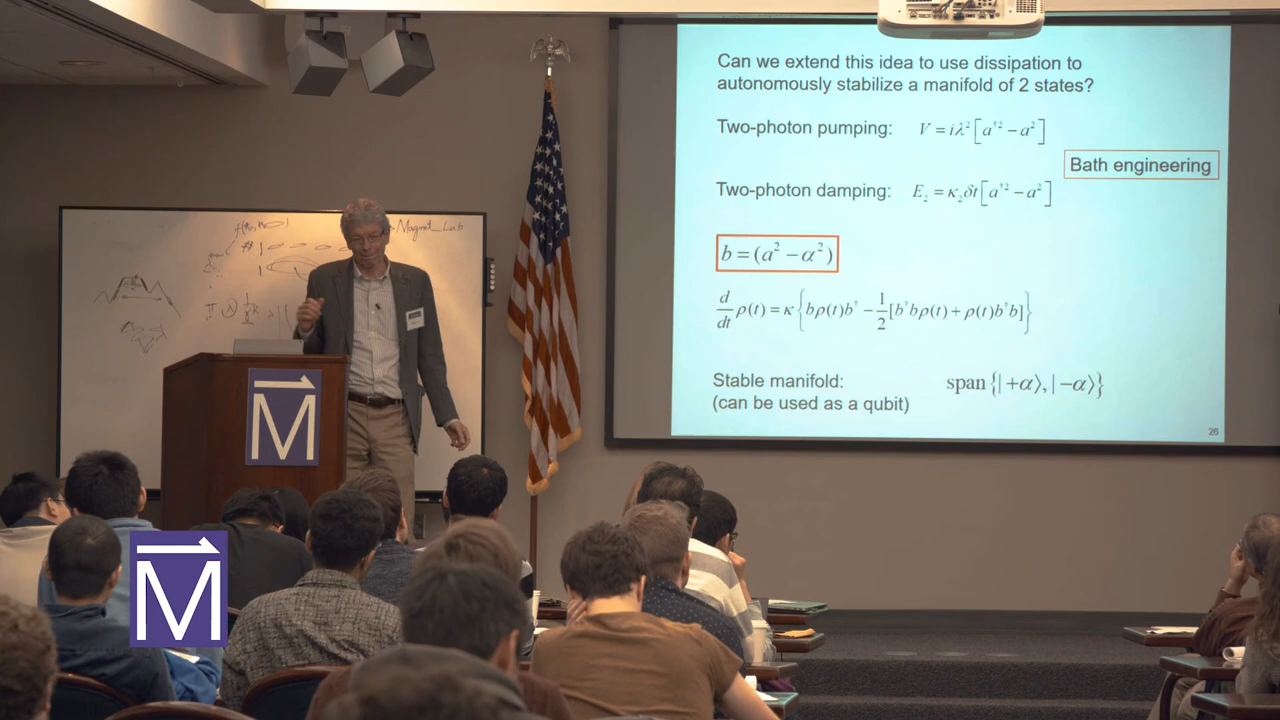 Can we extend this idea to use dissipation to
autonomously stabilize a manifold of 2 states?
Two-photon pumping: V = iλ²[a†² − a²]
Bath engineering
Two-photon damping: E₂ = κ₂δt[a†² − a²]
b = (a² − α²)
d/dt ρ(t) = κ{bρ(t)b† − 1/2[b†bρ(t) + ρ(t)b†b]}
Stable manifold: span{|+α⟩, |−α⟩}
(can be used as a qubit)
26
Magnet_Lab
M
M